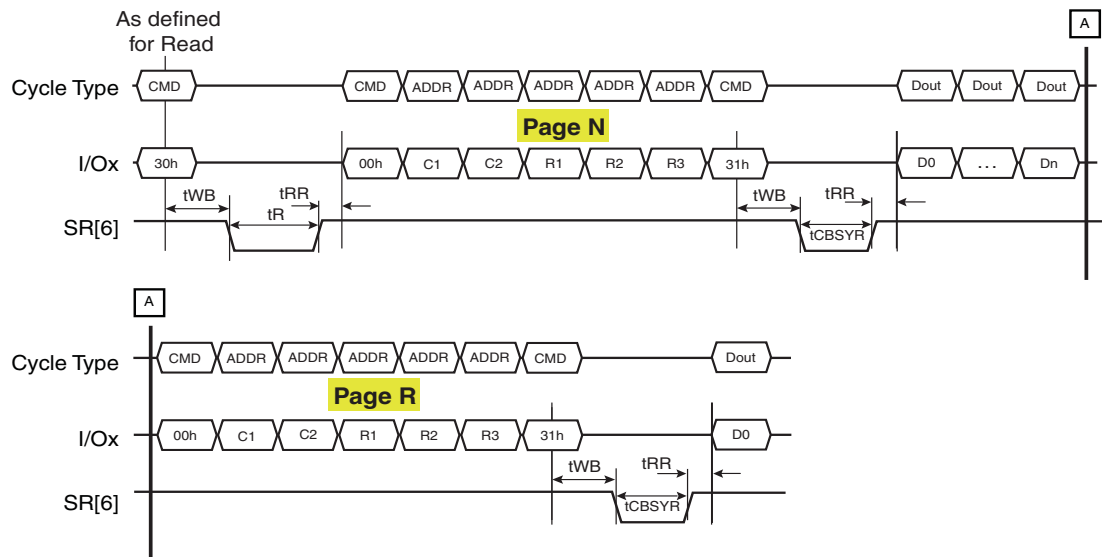 As defined
for Read
A
Cycle Type CMD CMD ADDR ADDR ADDR ADDR ADDR CMD Dout Dout Dout
Page N
I/Ox 30h 00h C1 C2 R1 R2 R3 31h D0 ... Dn
tWB tR tRR tWB tCBSYR tRR
SR[6]
A
Cycle Type CMD ADDR ADDR ADDR ADDR ADDR CMD Dout
Page R
I/Ox 00h C1 C2 R1 R2 R3 31h D0
tWB tRR
SR[6] tCBSYR